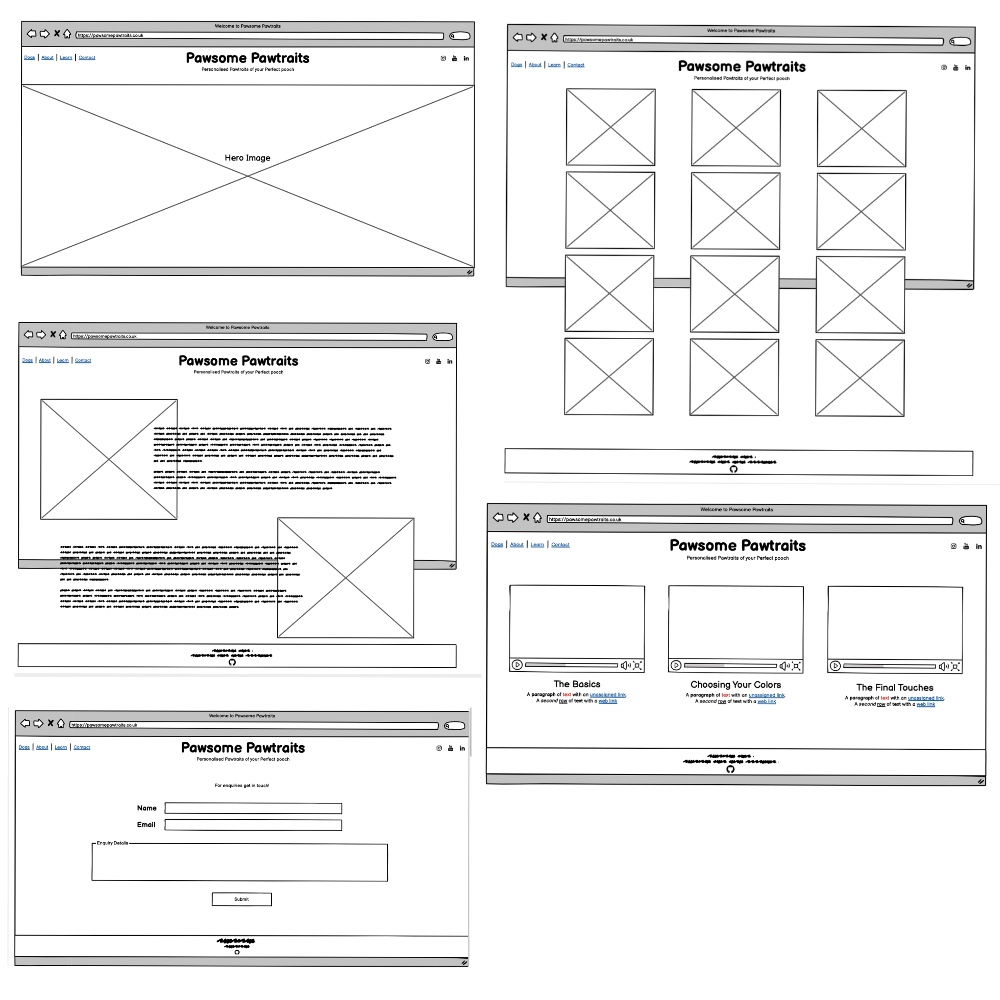 Welcome to Pawsome Pawtraits
https://pawsomepawtraits.co.uk
Dogs | About | Learn | Contact
Pawsome Pawtraits
Personalised Pawtraits of your Perfect pooch
Hero Image
Welcome to Pawsome Pawtraits
https://pawsomepawtraits.co.uk
Dogs | About | Learn | Contact
Pawsome Pawtraits
Personalised Pawtraits of your Perfect pooch
Welcome to Pawsome Pawtraits
https://pawsomepawtraits.co.uk
Dogs | About | Learn | Contact
Pawsome Pawtraits
Personalised Pawtraits of your Perfect pooch
Welcome to Pawsome Pawtraits
https://pawsomepawtraits.co.uk
Dogs | About | Learn | Contact
Pawsome Pawtraits
Personalised Pawtraits of your Perfect pooch
The Basics
A paragraph of text with an unassigned link
A second row of text with a web link
Choosing Your Colors
A paragraph of text with an unassigned link
A second row of text with a web link
The Final Touches
A paragraph of text with an unassigned link
A second row of text with a web link
Welcome to Pawsome Pawtraits
https://pawsomepawtraits.co.uk
Dogs | About | Learn | Contact
Pawsome Pawtraits
Personalised Pawtraits of your Perfect pooch
For enquiries get in touch!
Name
Email
Enquiry Details
Submit